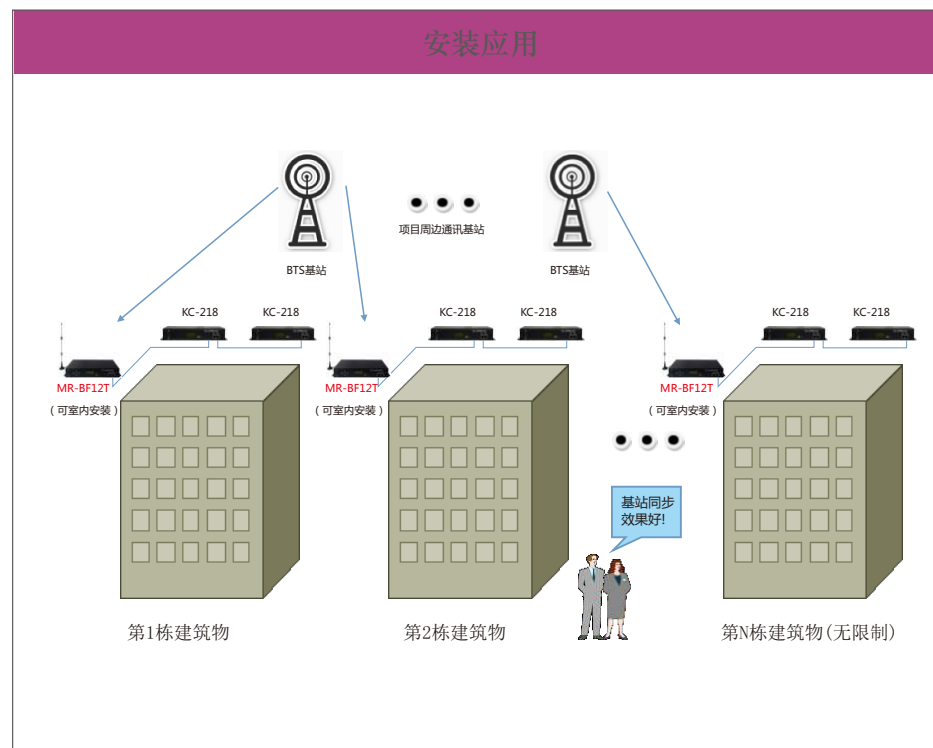 安装应用
项目周边通讯基站
BTS基站
BTS基站
KC-218
KC-218
KC-218
KC-218
KC-218
KC-218
MR-BF12T
MR-BF12T
MR-BF12T
(可室内安装)
(可室内安装)
(可室内安装)
基站同步
效果好!
第1栋建筑物
第2栋建筑物
第N栋建筑物(无限制)